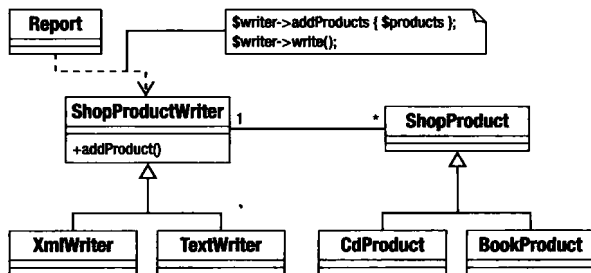 Report
$writer->addProducts { $products };
$writer->write();
ShopProductWriter
+addProduct()
1
*
ShopProduct
XmlWriter
TextWriter
CdProduct
BookProduct